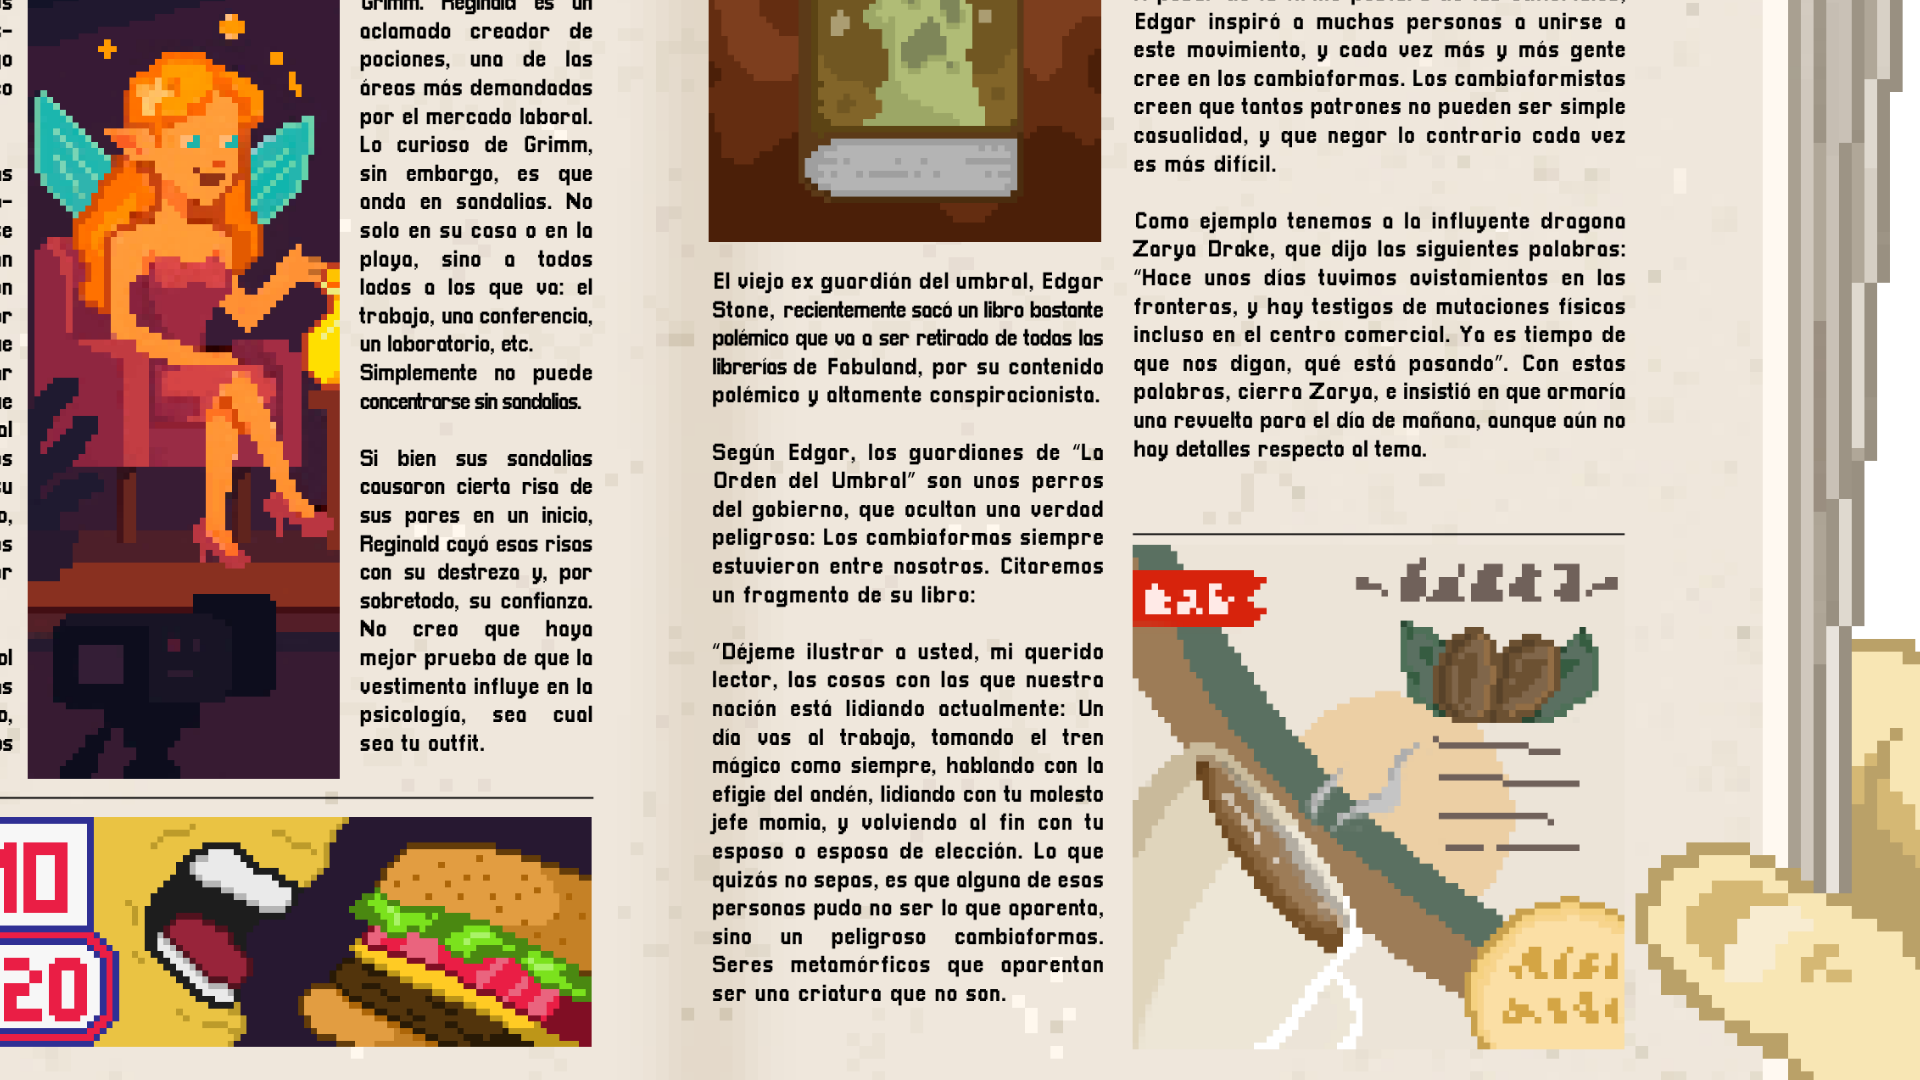 Grimm. Reginald es un
aclamado creador de
pociones, una de las
áreas más demandadas
por el mercado laboral.
Lo curioso de Grimm,
sin embargo, es que
anda en sandalias. No
solo en su casa o en la
playa, sino a todos
lados a los que va: el
trabajo, una conferencia,
un laboratorio, etc.
Simplemente no puede
concentrarse sin sandalias.
Si bien sus sandalias
causaron cierta risa de
sus pares en un inicio,
Reginald cayó esas risas
con su destreza y, por
sobretodo, su confianza.
No creo que haya
mejor prueba de que la
vestimenta influye en la
psicología, sea cual
sea tu outfit.
10
20
El viejo ex guardián del umbral, Edgar
Stone, recientemente sacó un libro bastante
polémico que va a ser retirado de todas las
librerías de Fabuland, por su contenido
polémico y altamente conspiracionista.
Según Edgar, los guardianes de “La
Orden del Umbral” son unos perros
del gobierno, que ocultan una verdad
peligrosa: Los cambiaformas siempre
estuvieron entre nosotros. Citaremos
un fragmento de su libro:
“Déjeme ilustrar a usted, mi querido
lector, las cosas con las que nuestra
nación está lidiando actualmente: Un
día vas al trabajo, tomando el tren
mágico como siempre, hablando con la
efigie del andén, lidiando con tu molesto
jefe momia, y volviendo al fin con tu
esposo o esposa de elección. Lo que
quizás no sepas, es que alguna de esas
personas pudo no ser lo que aparenta,
sino un peligroso cambiaformas.
Seres metamórficos que aparentan
ser una criatura que no son.
Edgar inspiró a muchas personas a unirse a
este movimiento, y cada vez más y más gente
cree en los cambiaformas. Los cambiaformistas
creen que tantos patrones no pueden ser simple
casualidad, y que negar lo contrario cada vez
es más difícil.
Como ejemplo tenemos a la influyente dragona
Zarya Drake, que dijo las siguientes palabras:
“Hace unos días tuvimos avistamientos en las
fronteras, y hay testigos de mutaciones físicas
incluso en el centro comercial. Ya es tiempo de
que nos digan, qué está pasando”. Con estas
palabras, cierra Zarya, e insistió en que armaría
una revuelta para el día de mañana, aunque aún no
hay detalles respecto al tema.